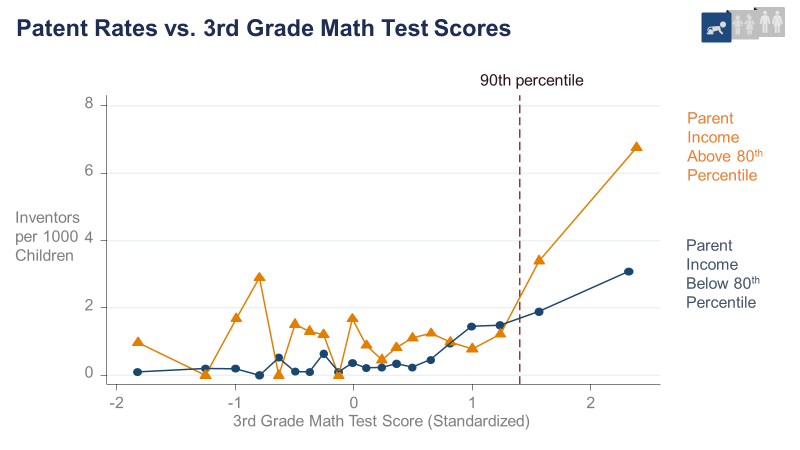 Patent Rates vs. 3rd Grade Math Test Scores
90th percentile
8
6
4
2
0
Inventors
per 1000
Children
-2 -1 0 1 2
3rd Grade Math Test Score (Standardized)
Parent
Income
Above 80th
Percentile
Parent
Income
Below 80th
Percentile